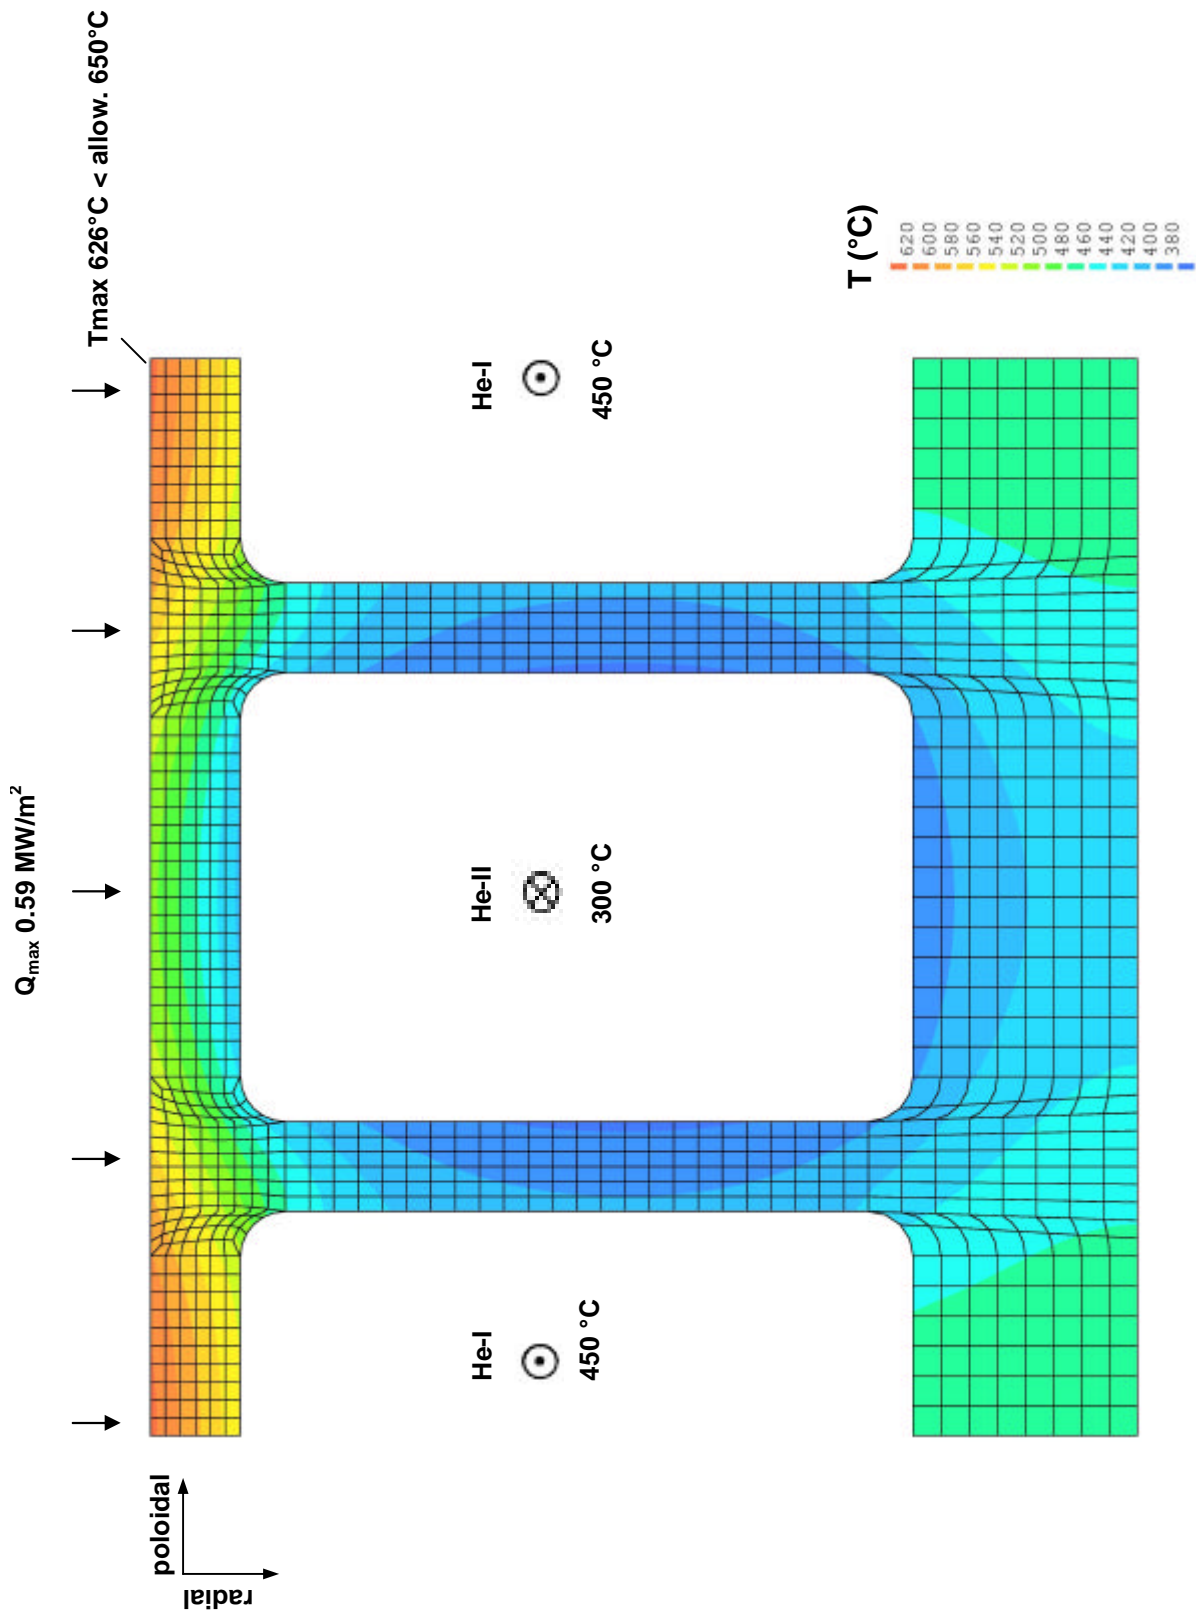 Q_max 0.59 MW/m²
Tmax 626°C < allow. 650°C
poloidal
radial
He-I
450 °C
He-II
300 °C
He-I
450 °C
T (°C)
620
600
580
560
540
520
500
480
460
440
420
400
380